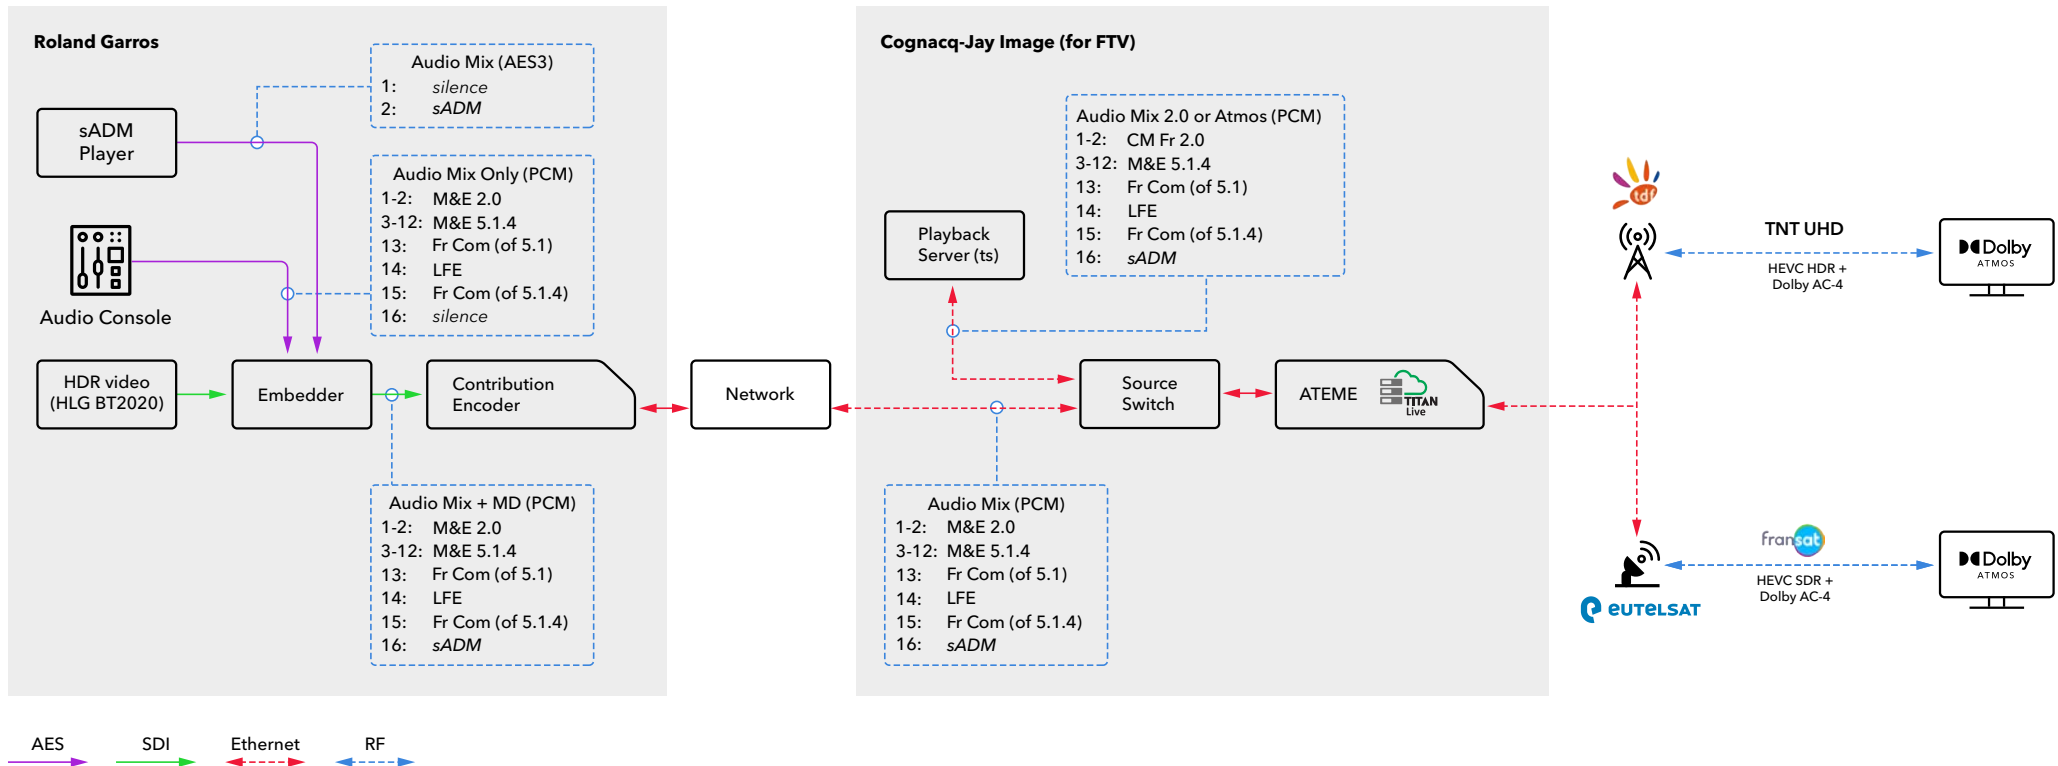 Roland Garros
Audio Mix (AES3)
1: silence
2: sADM
sADM
Player
Audio Mix Only (PCM)
1-2: M&E 2.0
3-12: M&E 5.1.4
13: Fr Com (of 5.1)
14: LFE
15: Fr Com (of 5.1.4)
16: silence
Audio Console
HDR video
(HLG BT2020)
Embedder
Contribution
Encoder
Audio Mix + MD (PCM)
1-2: M&E 2.0
3-12: M&E 5.1.4
13: Fr Com (of 5.1)
14: LFE
15: Fr Com (of 5.1.4)
16: sADM
Network
Cognacq-Jay Image (for FTV)
Audio Mix 2.0 or Atmos (PCM)
1-2: CM Fr 2.0
3-12: M&E 5.1.4
13: Fr Com (of 5.1)
14: LFE
15: Fr Com (of 5.1.4)
16: sADM
Playback
Server (ts)
Source
Switch
ATEME
TITAN
Live
Audio Mix (PCM)
1-2: M&E 2.0
3-12: M&E 5.1.4
13: Fr Com (of 5.1)
14: LFE
15: Fr Com (of 5.1.4)
16: sADM
tdf
TNT UHD
HEVC HDR +
Dolby AC-4
Dolby
ATMOS
fransat
HEVC SDR +
Dolby AC-4
Dolby
ATMOS
eutelsat
AES
SDI
Ethernet
RF